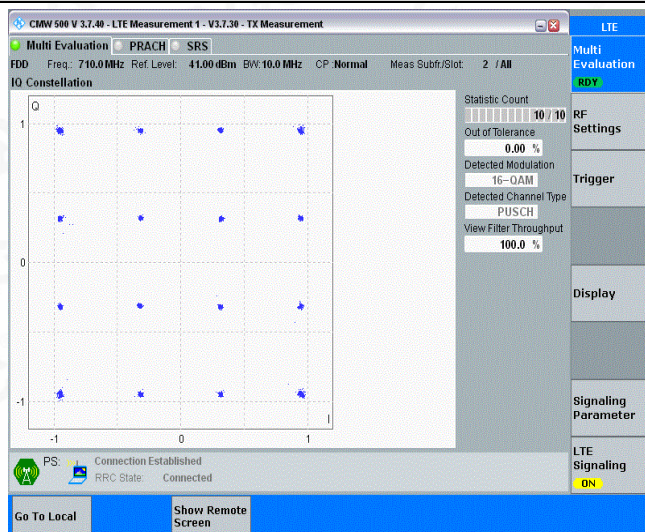 CMW 500 V 3.7.40 - LTE Measurement 1 - V3.7.30 - TX Measurement
LTE
Multi Evaluation PRACH SRS
Multi
Evaluation
RDY
FDD Freq.: 710.0 MHz Ref. Level: 41.00 dBm BW: 10.0 MHz CP :Normal Meas Subfr./Slot: 2 / All
IQ Constellation
Q
1
0
-1
-1 0 1
I
Statistic Count
10 / 10
Out of Tolerance
0.00 %
Detected Modulation
16-QAM
Detected Channel Type
PUSCH
View Filter Throughput
100.0 %
RF
Settings
Trigger
Display
Signaling
Parameter
LTE
Signaling
ON
PS: Connection Established
RRC State: Connected
Go To Local
Show Remote
Screen